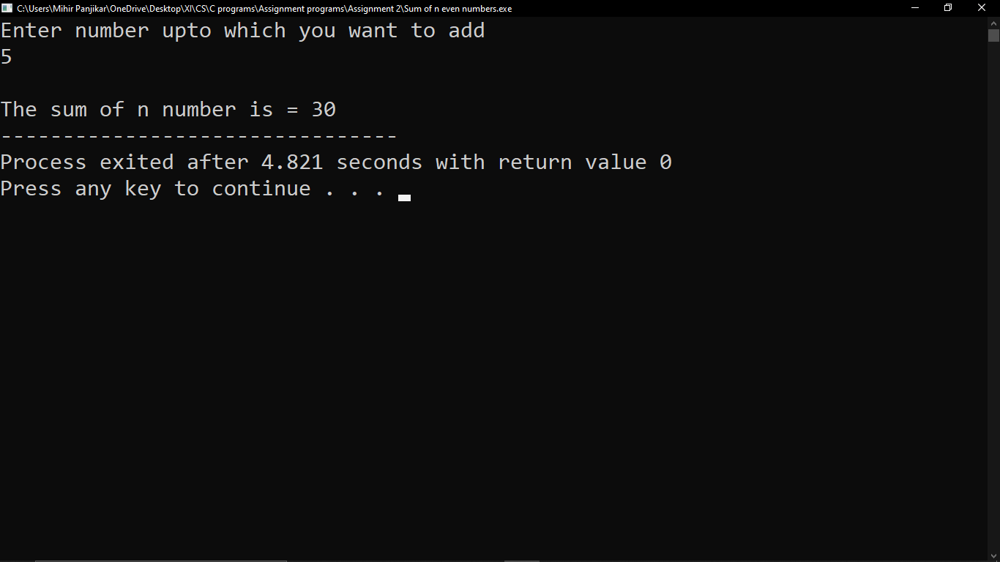 C:\Users\Mihir Panjikar\OneDrive\Desktop\XI\CS\C programs\Assignment programs\Assignment 2\Sum of n even numbers.exe
Enter number upto which you want to add
5
The sum of n number is = 30
--------------------------------
Process exited after 4.821 seconds with return value 0
Press any key to continue . . .